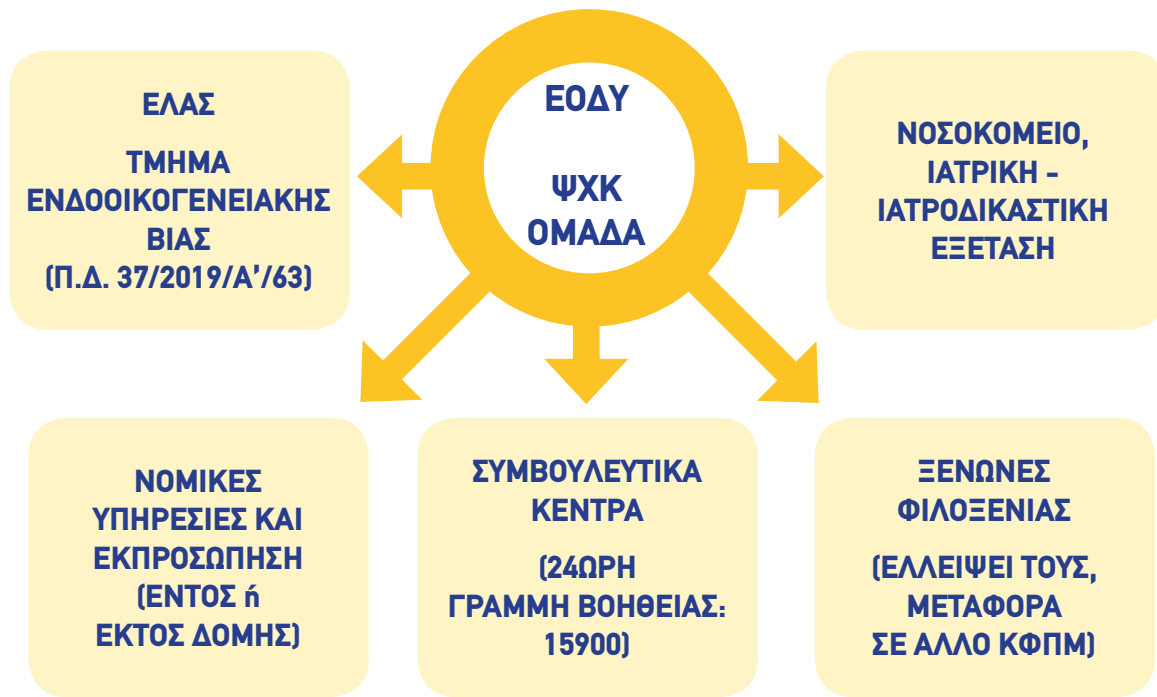 ΕΟΔΥ
ΨΧΚ
ΟΜΑΔΑ
ΕΛΑΣ
ΤΜΗΜΑ
ΕΝΔΟΟΙΚΟΓΕΝΕΙΑΚΗΣ
ΒΙΑΣ
(Π.Δ. 37/2019/Α'/63)
ΝΟΣΟΚΟΜΕΙΟ,
ΙΑΤΡΙΚΗ -
ΙΑΤΡΟΔΙΚΑΣΤΙΚΗ
ΕΞΕΤΑΣΗ
ΝΟΜΙΚΕΣ
ΥΠΗΡΕΣΙΕΣ ΚΑΙ
ΕΚΠΡΟΣΩΠΗΣΗ
(ΕΝΤΟΣ ή
ΕΚΤΟΣ ΔΟΜΗΣ)
ΣΥΜΒΟΥΛΕΥΤΙΚΑ
ΚΕΝΤΡΑ
(24ΩΡΗ
ΓΡΑΜΜΗ ΒΟΗΘΕΙΑΣ:
15900)
ΞΕΝΩΝΕΣ
ΦΙΛΟΞΕΝΙΑΣ
(ΕΛΛΕΙΨΕΙ ΤΟΥΣ,
ΜΕΤΑΦΟΡΑ
ΣΕ ΑΛΛΟ ΚΦΠΜ)